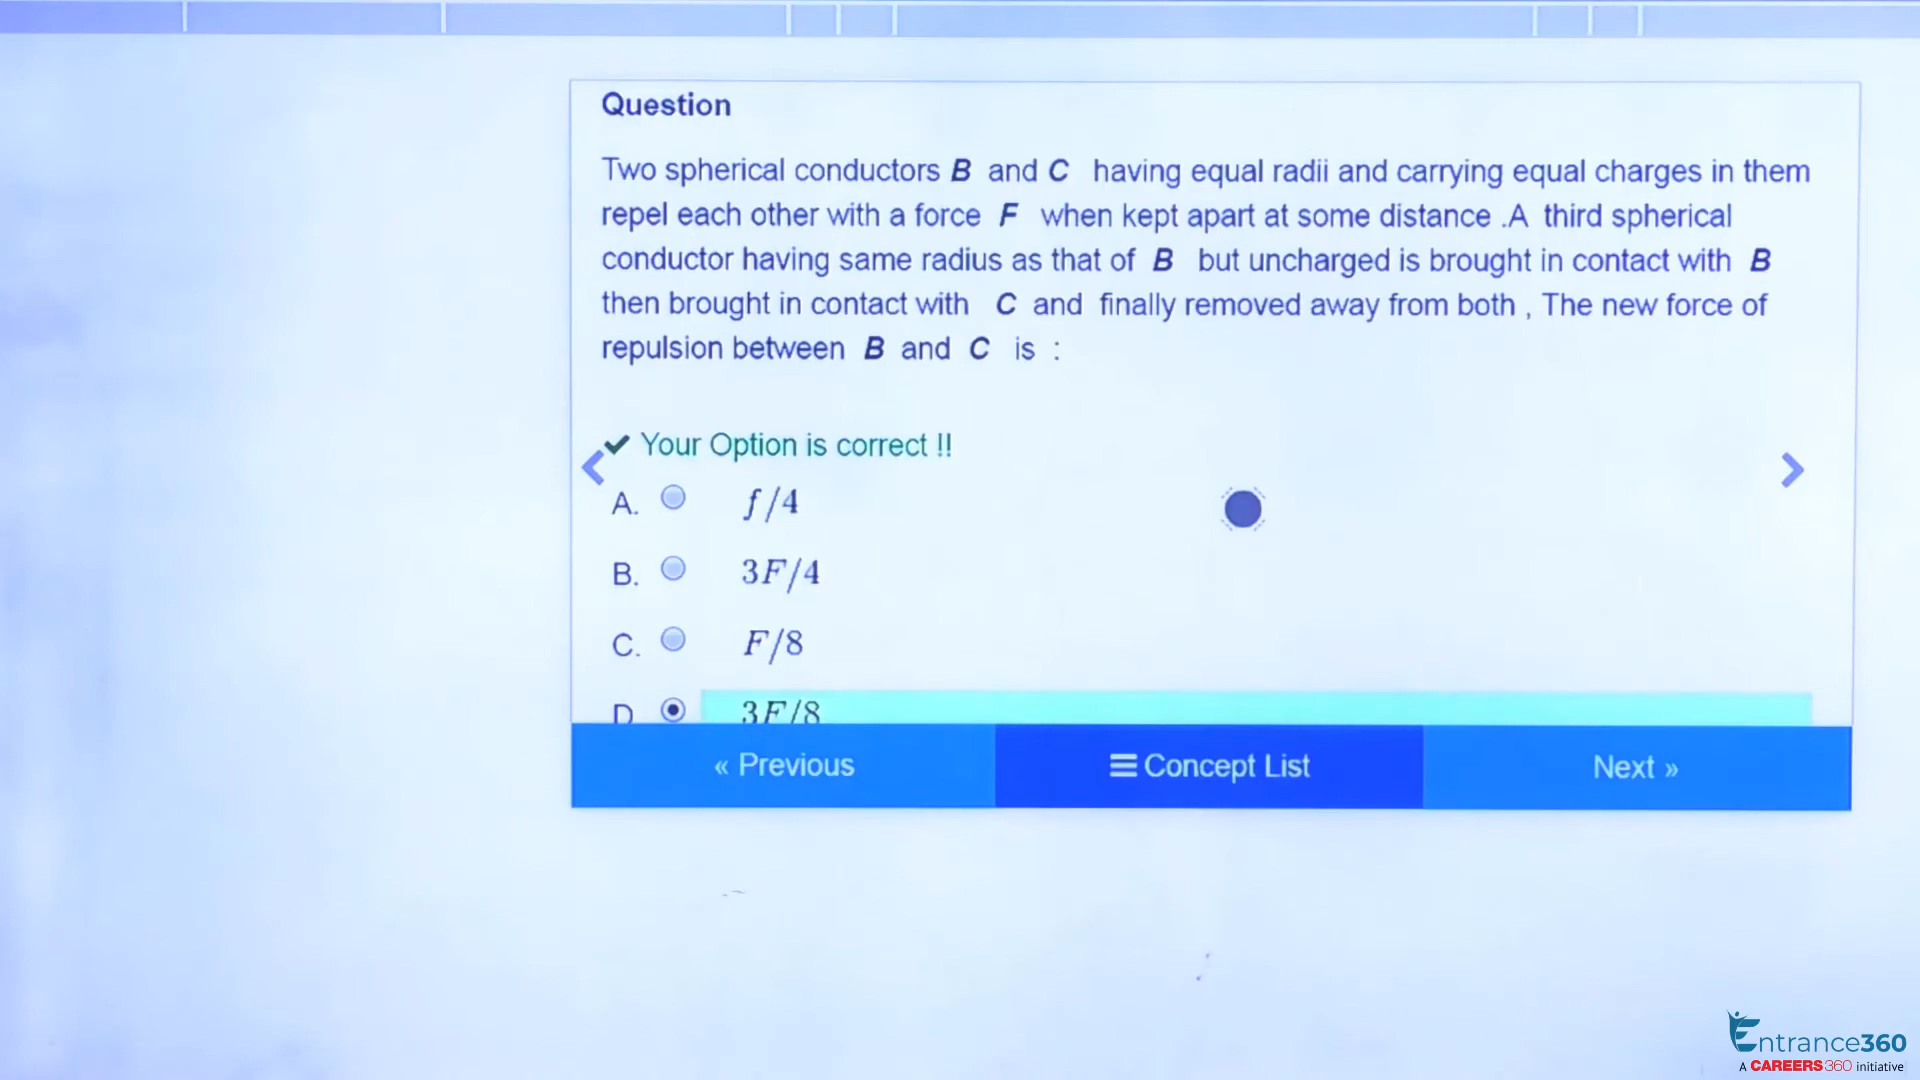 Question
Two spherical conductors B and C having equal radii and carrying equal charges in them
repel each other with a force F when kept apart at some distance .A third spherical
conductor having same radius as that of B but uncharged is brought in contact with B
then brought in contact with C and finally removed away from both , The new force of
repulsion between B and C is :
✔ Your Option is correct !!
A. f/4
B. 3F/4
C. F/8
D 3F/8
« Previous
Concept List
Next »
Entrance360
A CAREERS360 initiative